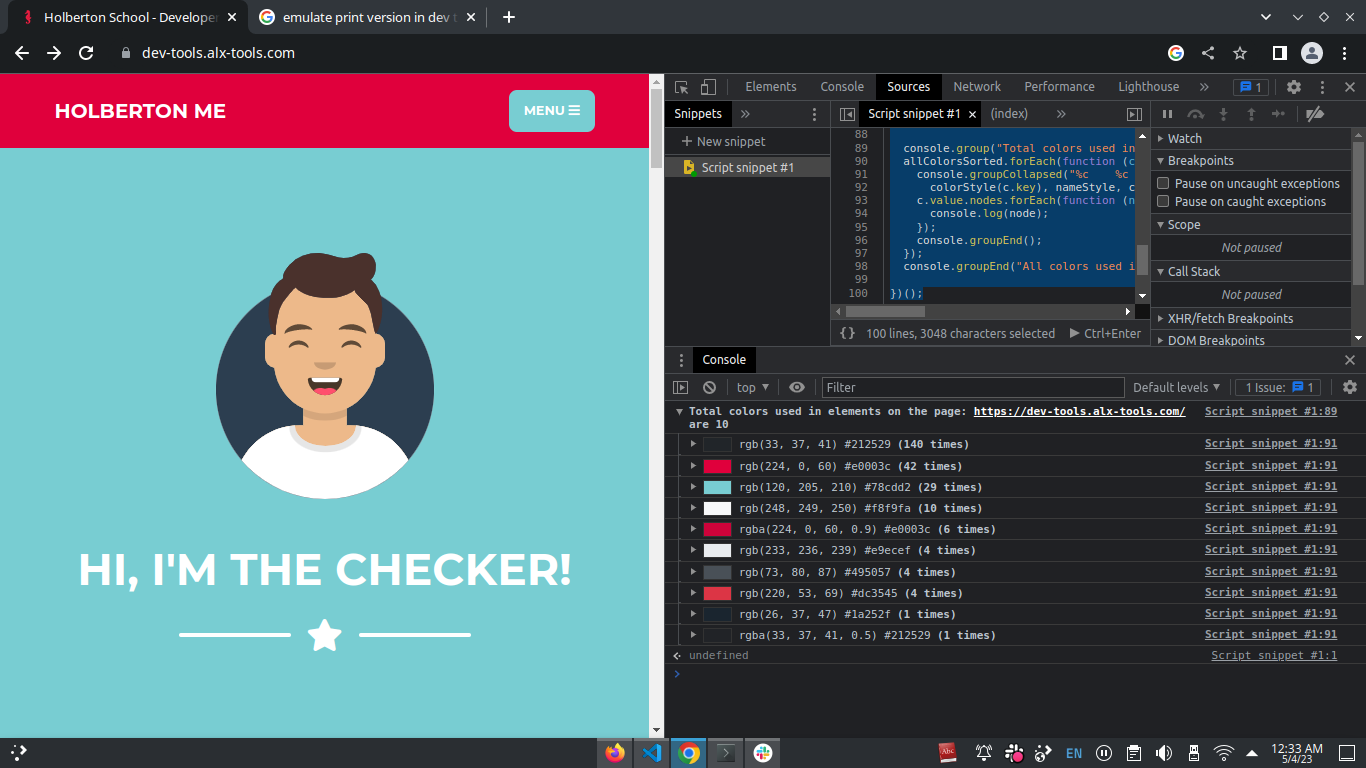 Holberton School - Developer
emulate print version in dev t
dev-tools.alx-tools.com
HOLBERTON ME
MENU
HI, I'M THE CHECKER!
Elements Console Sources Network Performance Lighthouse » 1
Snippets »
Script snippet #1 (index) »
New snippet
Script snippet #1
88
89 console.group("Total colors used in
90 allColorsSorted.forEach(function (c
91 console.groupCollapsed("%c %c
92 colorStyle(c.key), nameStyle, c
93 c.value.nodes.forEach(function (n
94 console.log(node);
95 });
96 console.groupEnd();
97 });
98 console.groupEnd("All colors used i
99
100 })();
{ } 100 lines, 3048 characters selected Ctrl+Enter
Watch
Breakpoints
Pause on uncaught exceptions
Pause on caught exceptions
Scope
Not paused
Call Stack
Not paused
XHR/fetch Breakpoints
DOM Breakpoints
Console
top Filter Default levels 1 Issue: 1
Total colors used in elements on the page: https://dev-tools.alx-tools.com/ Script snippet #1:89
are 10
rgb(33, 37, 41) #212529 (140 times) Script snippet #1:91
rgb(224, 0, 60) #e0003c (42 times) Script snippet #1:91
rgb(120, 205, 210) #78cdd2 (29 times) Script snippet #1:91
rgb(248, 249, 250) #f8f9fa (10 times) Script snippet #1:91
rgba(224, 0, 60, 0.9) #e0003c (6 times) Script snippet #1:91
rgb(233, 236, 239) #e9ecef (4 times) Script snippet #1:91
rgb(73, 80, 87) #495057 (4 times) Script snippet #1:91
rgb(220, 53, 69) #dc3545 (4 times) Script snippet #1:91
rgb(26, 37, 47) #1a252f (1 times) Script snippet #1:91
rgba(33, 37, 41, 0.5) #212529 (1 times) Script snippet #1:91
undefined Script snippet #1:1
Abc
EN
12:33 AM
5/4/23